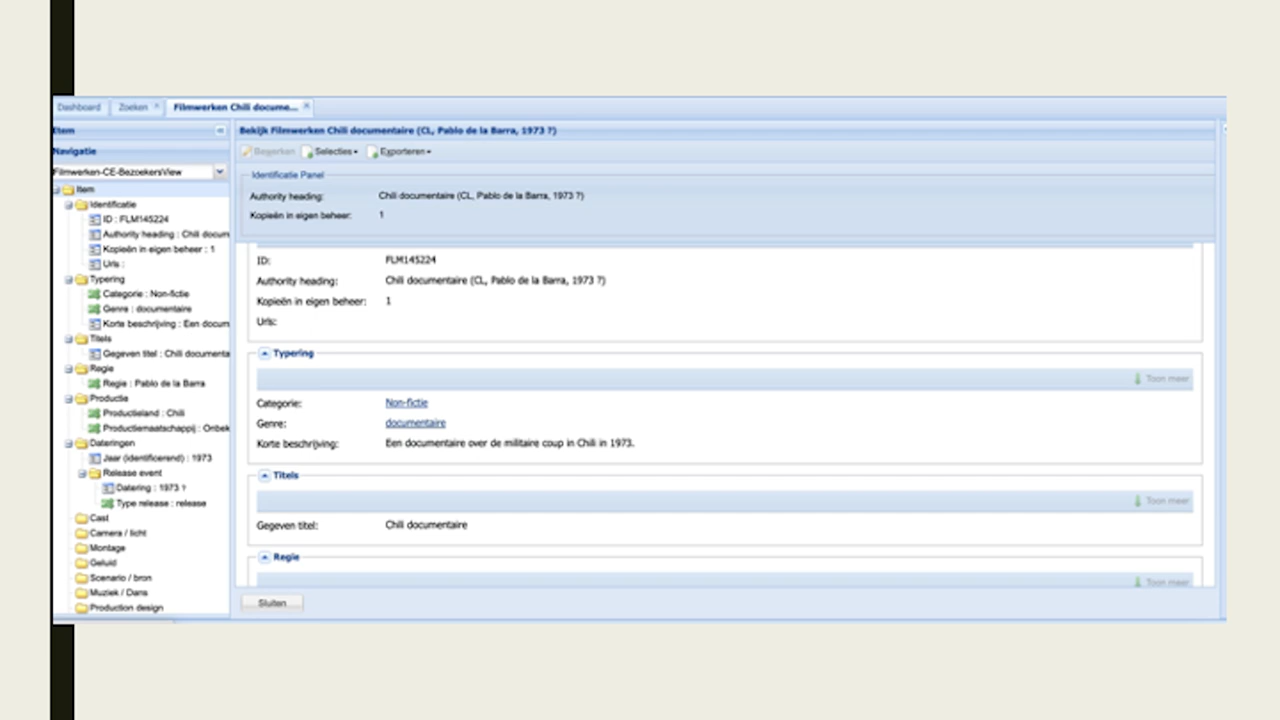 Dashboard Zoeken Filmwerken Chili docume...
Item
Navigatie
Filmwerken-CE-BezoekersView
Item
Identificatie
ID : FLM145224
Authority heading : Chili docum
Kopieën in eigen beheer : 1
Urls :
Typering
Categorie : Non-fictie
Genre : documentaire
Korte beschrijving : Een docum
Titels
Gegeven titel : Chili documenta
Regie
Regie : Pablo de la Barra
Productie
Productieland : Chili
Productiemaatschappij : Onbek
Dateringen
Jaar (identificerend) : 1973
Release event
Datering : 1973 ?
Type release : release
Cast
Camera / licht
Montage
Geluid
Scenario / bron
Muziek / Dans
Production design
Bekijk Filmwerken Chili documentaire (CL, Pablo de la Barra, 1973 ?)
Bewerken Selecties Exporteren
Identificatie Panel
Authority heading: Chili documentaire (CL, Pablo de la Barra, 1973 ?)
Kopieën in eigen beheer: 1
ID: FLM145224
Authority heading: Chili documentaire (CL, Pablo de la Barra, 1973 ?)
Kopieën in eigen beheer: 1
Urls:
Typering
Toon meer
Categorie: Non-fictie
Genre: documentaire
Korte beschrijving: Een documentaire over de militaire coup in Chili in 1973.
Titels
Toon meer
Gegeven titel: Chili documentaire
Regie
Toon meer
Sluiten